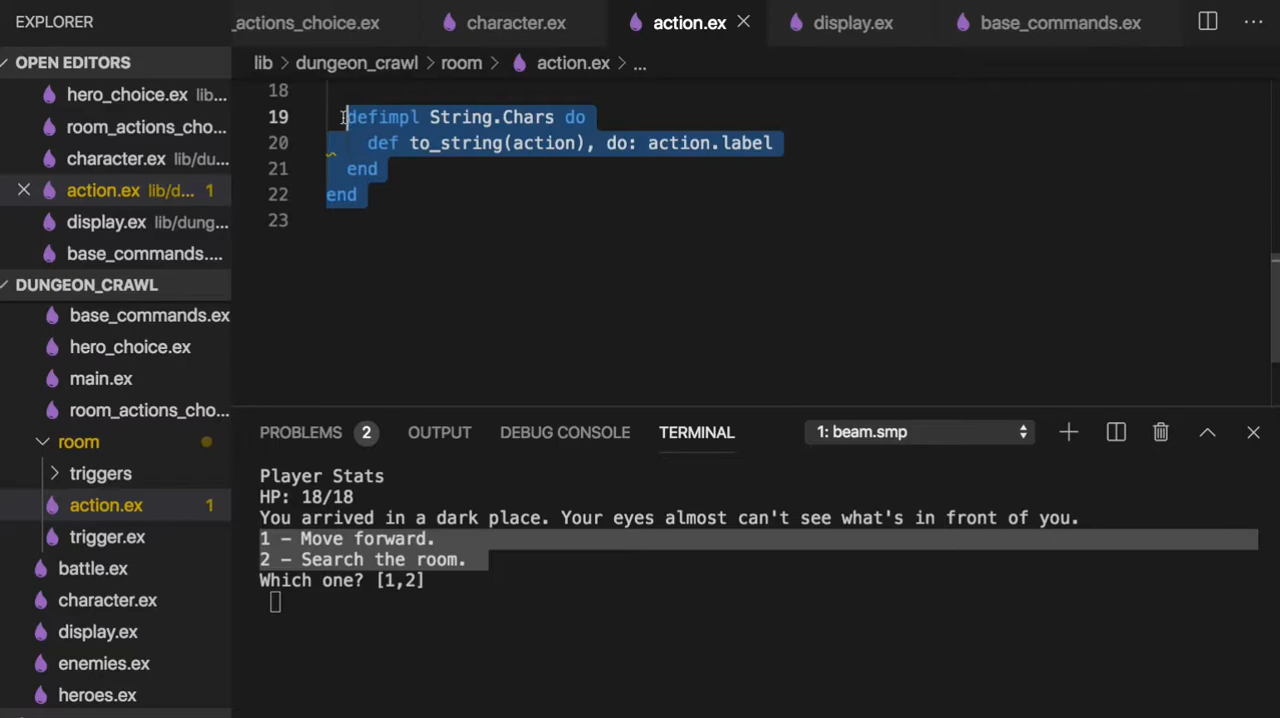 EXPLORER
_actions_choice.ex character.ex action.ex display.ex base_commands.ex
OPEN EDITORS
hero_choice.ex lib...
room_actions_cho...
character.ex lib/du...
action.ex lib/d... 1
display.ex lib/dung...
base_commands....
DUNGEON_CRAWL
base_commands.ex
hero_choice.ex
main.ex
room_actions_cho...
room
triggers
action.ex 1
trigger.ex
battle.ex
character.ex
display.ex
enemies.ex
heroes.ex
lib > dungeon_crawl > room > action.ex > ...
18
19 defimpl String.Chars do
20 def to_string(action), do: action.label
21 end
22 end
23
PROBLEMS 2 OUTPUT DEBUG CONSOLE TERMINAL 1: beam.smp
Player Stats
HP: 18/18
You arrived in a dark place. Your eyes almost can't see what's in front of you.
1 - Move forward.
2 - Search the room.
Which one? [1,2]